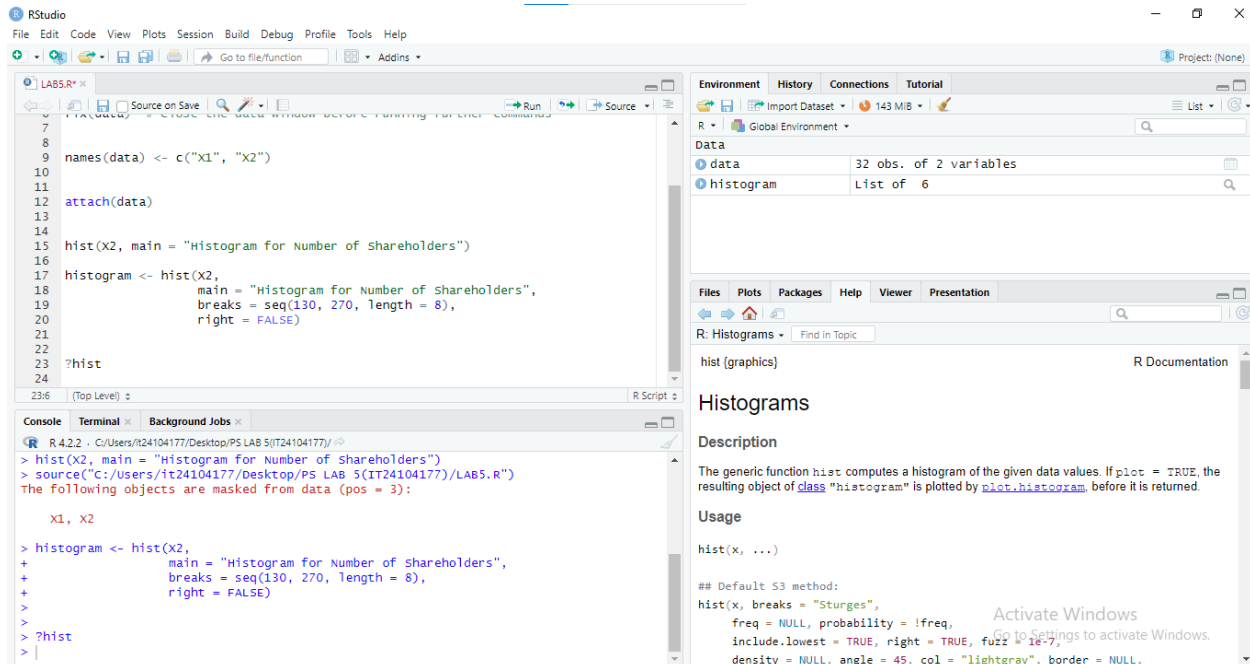 RStudio
File Edit Code View Plots Session Build Debug Profile Tools Help
Go to file/function Addins Project: (None)
LAB5.R*
Source on Save Run Source
7
8
9 names(data) <- c("X1", "X2")
10
11
12 attach(data)
13
14
15 hist(X2, main = "Histogram for Number of Shareholders")
16
17 histogram <- hist(X2,
18 main = "Histogram for Number of Shareholders",
19 breaks = seq(130, 270, length = 8),
20 right = FALSE)
21
22
23 ?hist
24
23:6 (Top Level) R Script
Console Terminal Background Jobs
R 4.2.2 · C:/Users/it24104177/Desktop/PS LAB 5(IT24104177)/
> hist(X2, main = "Histogram for Number of Shareholders")
> source("C:/Users/it24104177/Desktop/PS LAB 5(IT24104177)/LAB5.R")
The following objects are masked from data (pos = 3):
X1, X2
> histogram <- hist(X2,
+ main = "Histogram for Number of Shareholders",
+ breaks = seq(130, 270, length = 8),
+ right = FALSE)
>
>
> ?hist
>
Environment History Connections Tutorial
Import Dataset 143 MiB List
R Global Environment
Data
data 32 obs. of 2 variables
histogram List of 6
Files Plots Packages Help Viewer Presentation
R: Histograms Find in Topic
hist {graphics} R Documentation
Histograms
Description
The generic function hist computes a histogram of the given data values. If plot = TRUE, the
resulting object of class "histogram" is plotted by plot.histogram, before it is returned.
Usage
hist(x, ...)
## Default S3 method:
hist(x, breaks = "Sturges",
freq = NULL, probability = !freq,
include.lowest = TRUE, right = TRUE, fuzz = 1e-7,
density = NULL, angle = 45, col = "lightgray", border = NULL,
Activate Windows
Go to Settings to activate Windows.